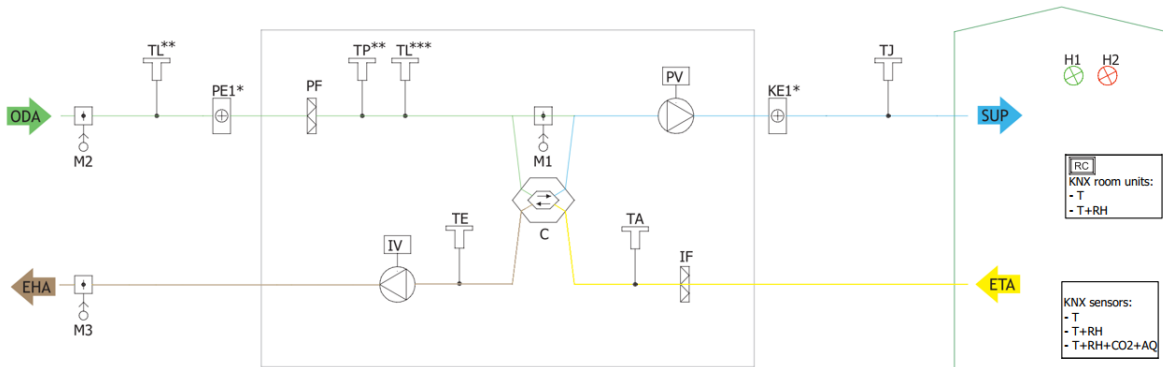 TL**
TP**
TL***
TJ
PE1*
PF
PV
KE1*
H1
H2
ODA
SUP
M2
M1
RC
KNX room units:
- T
- T+RH
C
TE
TA
IV
IF
EHA
ETA
M3
KNX sensors:
- T
- T+RH
- T+RH+CO2+AQ